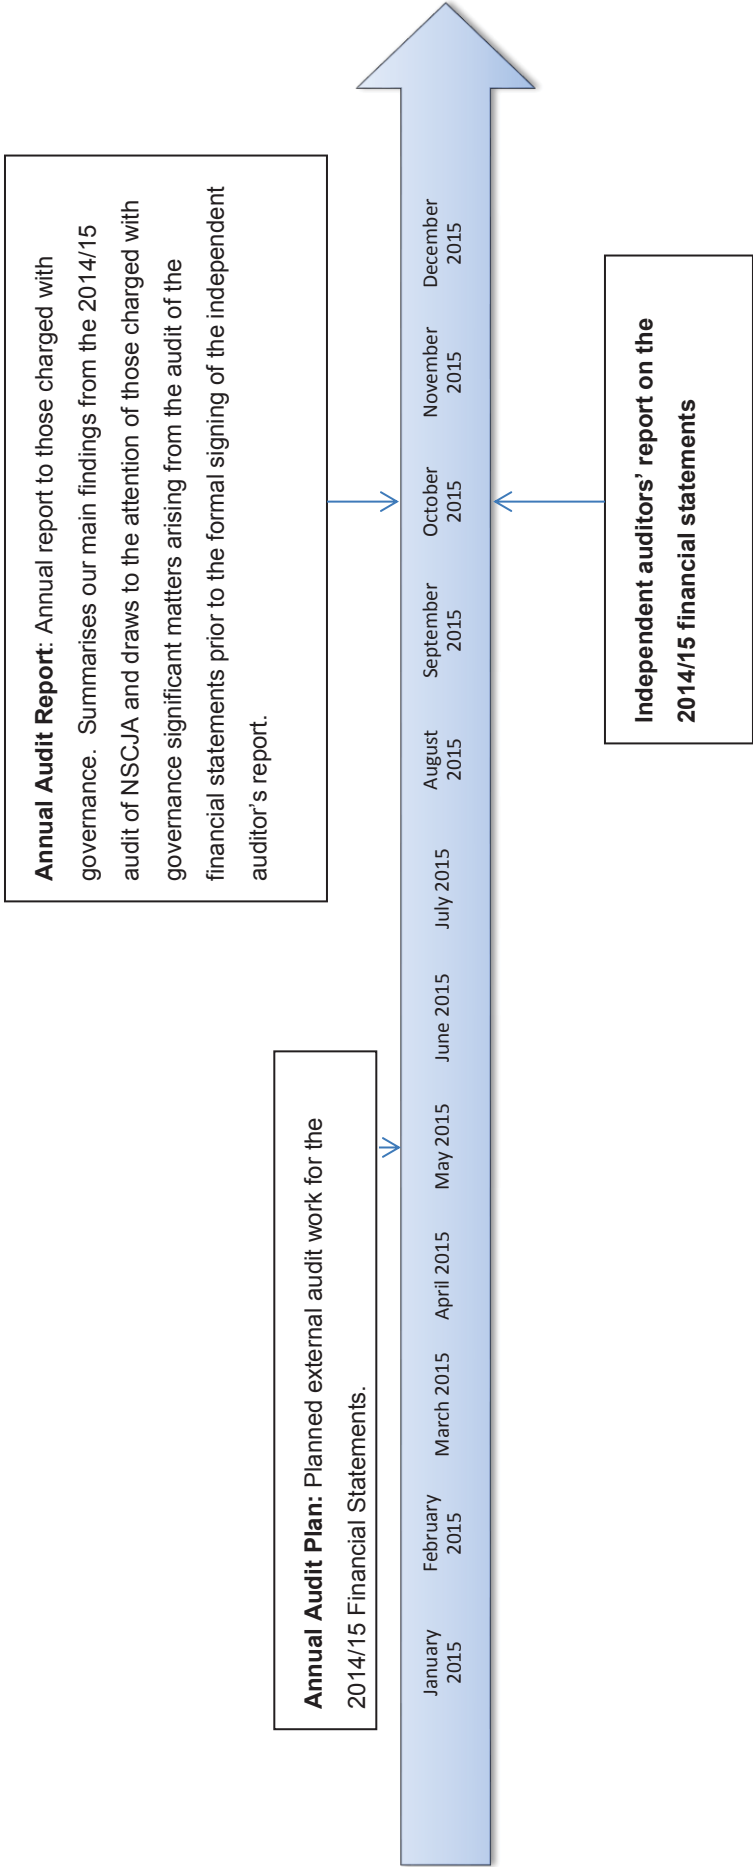 Annual Audit Plan: Planned external audit work for the
2014/15 Financial Statements.
Annual Audit Report: Annual report to those charged with
governance. Summarises our main findings from the 2014/15
audit of NSCJA and draws to the attention of those charged with
governance significant matters arising from the audit of the
financial statements prior to the formal signing of the independent
auditor's report.
January
2015
February
2015
March 2015
April 2015
May 2015
June 2015
July 2015
August
2015
September
2015
October
2015
November
2015
December
2015
Independent auditors' report on the
2014/15 financial statements